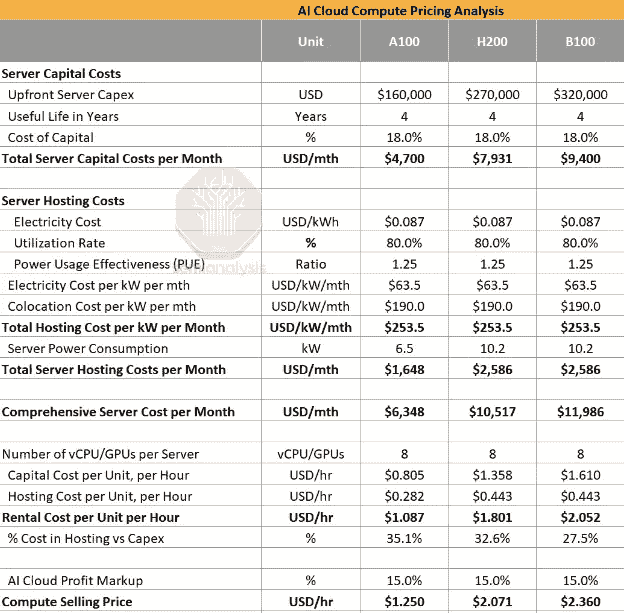 AI Cloud Compute Pricing Analysis
Unit A100 H200 B100
Server Capital Costs
Upfront Server Capex USD $160,000 $270,000 $320,000
Useful Life in Years Years 4 4 4
Cost of Capital % 18.0% 18.0% 18.0%
Total Server Capital Costs per Month USD/mth $4,700 $7,931 $9,400
Server Hosting Costs
Electricity Cost USD/kWh $0.087 $0.087 $0.087
Utilization Rate % 80.0% 80.0% 80.0%
Power Usage Effectiveness (PUE) Ratio 1.25 1.25 1.25
Electricity Cost per kW per mth USD/kW/mth $63.5 $63.5 $63.5
Colocation Cost per kW per mth USD/kW/mth $190.0 $190.0 $190.0
Total Hosting Cost per kW per Month USD/kW/mth $253.5 $253.5 $253.5
Server Power Consumption kW 6.5 10.2 10.2
Total Server Hosting Costs per Month USD/mth $1,648 $2,586 $2,586
Comprehensive Server Cost per Month USD/mth $6,348 $10,517 $11,986
Number of vCPU/GPUs per Server vCPU/GPUs 8 8 8
Capital Cost per Unit, per Hour USD/hr $0.805 $1.358 $1.610
Hosting Cost per Unit, per Hour USD/hr $0.282 $0.443 $0.443
Rental Cost per Unit per Hour USD/hr $1.087 $1.801 $2.052
% Cost in Hosting vs Capex % 35.1% 32.6% 27.5%
AI Cloud Profit Markup % 15.0% 15.0% 15.0%
Compute Selling Price USD/hr $1.250 $2.071 $2.360